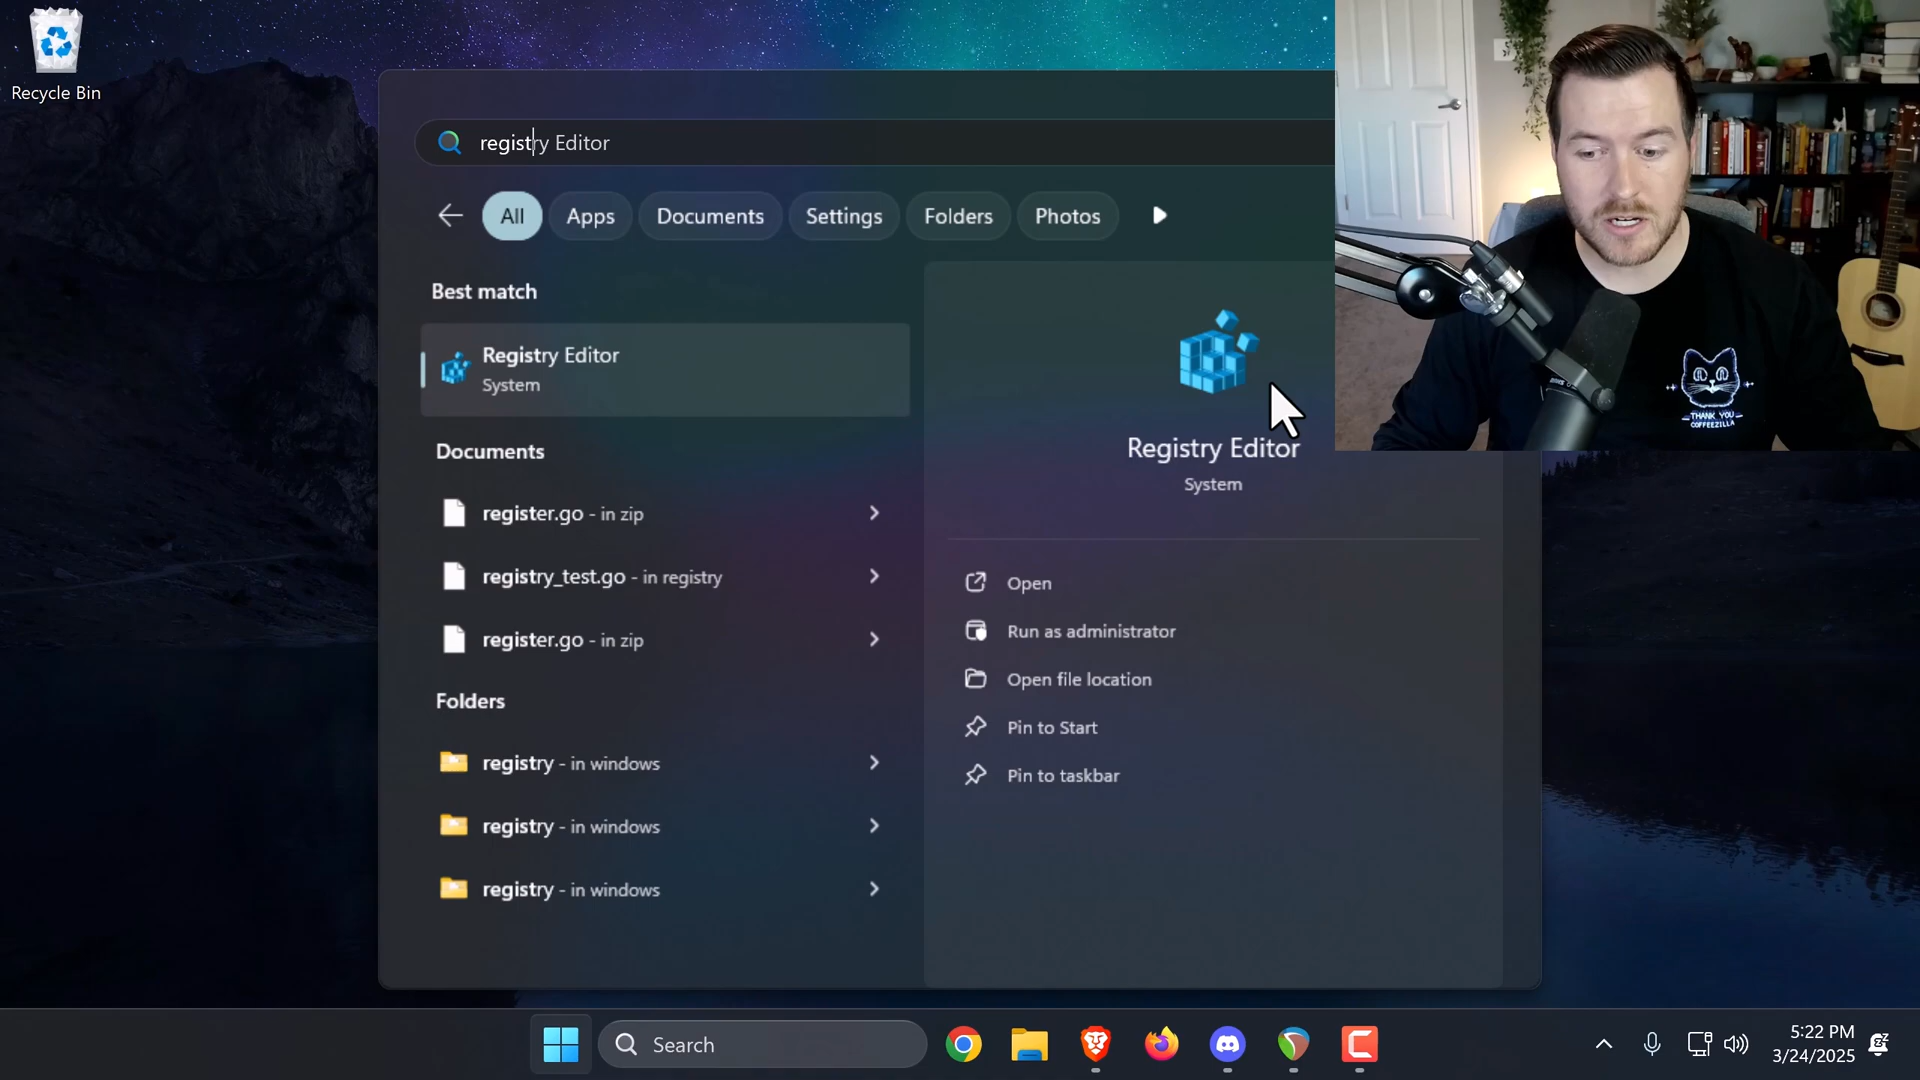 Recycle Bin
registry Editor
All Apps Documents Settings Folders Photos
Best match
Registry Editor
System
Documents
register.go - in zip
registry_test.go - in registry
register.go - in zip
Folders
registry - in windows
registry - in windows
registry - in windows
Registry Editor
System
Open
Run as administrator
Open file location
Pin to Start
Pin to taskbar
THANK YOU
COFFEEZILLA
Search
5:22 PM
3/24/2025